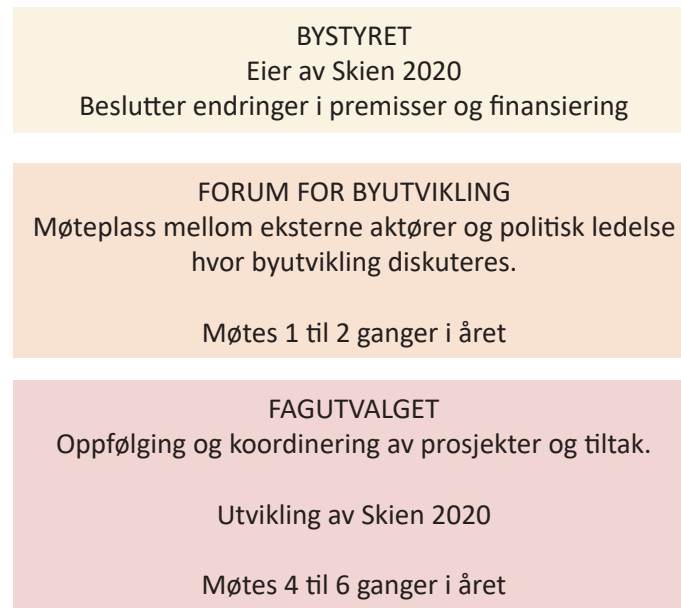 BYSTYRET
Eier av Skien 2020
Beslutter endringer i premisser og finansiering
FORUM FOR BYUTVIKLING
Møteplass mellom eksterne aktører og politisk ledelse
hvor byutvikling diskuteres.
Møtes 1 til 2 ganger i året
FAGUTVALGET
Oppfølging og koordinering av prosjekter og tiltak.
Utvikling av Skien 2020
Møtes 4 til 6 ganger i året